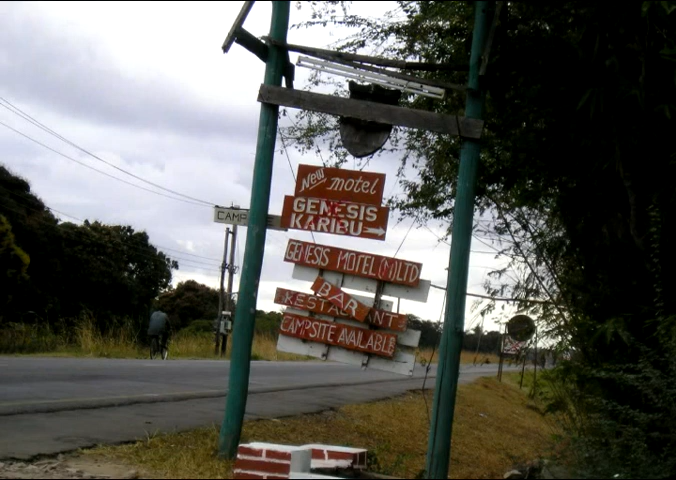 New motel
GENESIS
KARIBU
CAMP
GENESIS MOTEL (M) LTD
BAR
RESTAURANT
CAMPSITE AVAILABLE